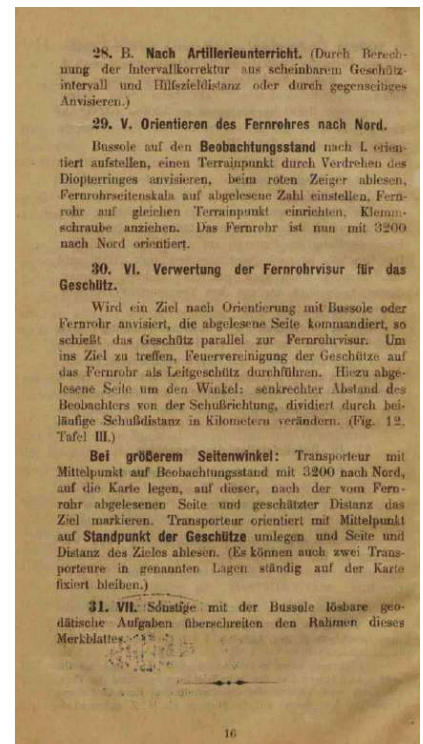 28. B. Nach Artillerieunterricht. (Durch Berech-
nung der Intervallkorrektur aus scheinbarem Geschütz-
intervall und Hilfszieldistanz oder durch gegenseitiges
Anvisieren.)
29. V. Orientieren des Fernrohres nach Nord.
Bussole auf den Beobachtungsstand nach I. orien-
tiert aufstellen, einen Terrainpunkt durch Verdrehen des
Diopterringes anvisieren, beim roten Zeiger ablesen,
Fernrohrseitenskala auf abgelesene Zahl einstellen, Fern-
rohr auf gleichen Terrainpunkt einrichten, Klemm-
schraube anziehen. Das Fernrohr ist nun mit 3200
nach Nord orientiert.
30. VI. Verwertung der Fernrohrvisur für das
Geschütz.
Wird ein Ziel nach Orientierung mit Bussole oder
Fernrohr anvisiert, die abgelesene Seite kommandiert, so
schießt das Geschütz parallel zur Fernrohrvisur. Um
ins Ziel zu treffen, Feuervereinigung der Geschütze auf
das Fernrohr als Leitgeschütz durchführen. Hiezu abge-
lesene Seite um den Winkel: senkrechter Abstand des
Beobachters von der Schußrichtung, dividiert durch bei-
läufige Schußdistanz in Kilometern verändern. (Fig. 12.
Tafel III.)
Bei größerem Seitenwinkel: Transporteur mit
Mittelpunkt auf Beobachtungsstand mit 3200 nach Nord,
auf die Karte legen, auf dieser, nach der vom Fern-
rohr abgelesenen Seite und geschätzter Distanz das
Ziel markieren. Transporteur orientiert mit Mittelpunkt
auf Standpunkt der Geschütze umlegen und Seite und
Distanz des Zieles ablesen. (Es können auch zwei Trans-
porteure in genannten Lagen ständig auf der Karte
fixiert bleiben.)
31. VII. Sonstige mit der Bussole lösbare geo-
dätische Aufgaben überschreiten den Rahmen dieses
Merkblattes.
16